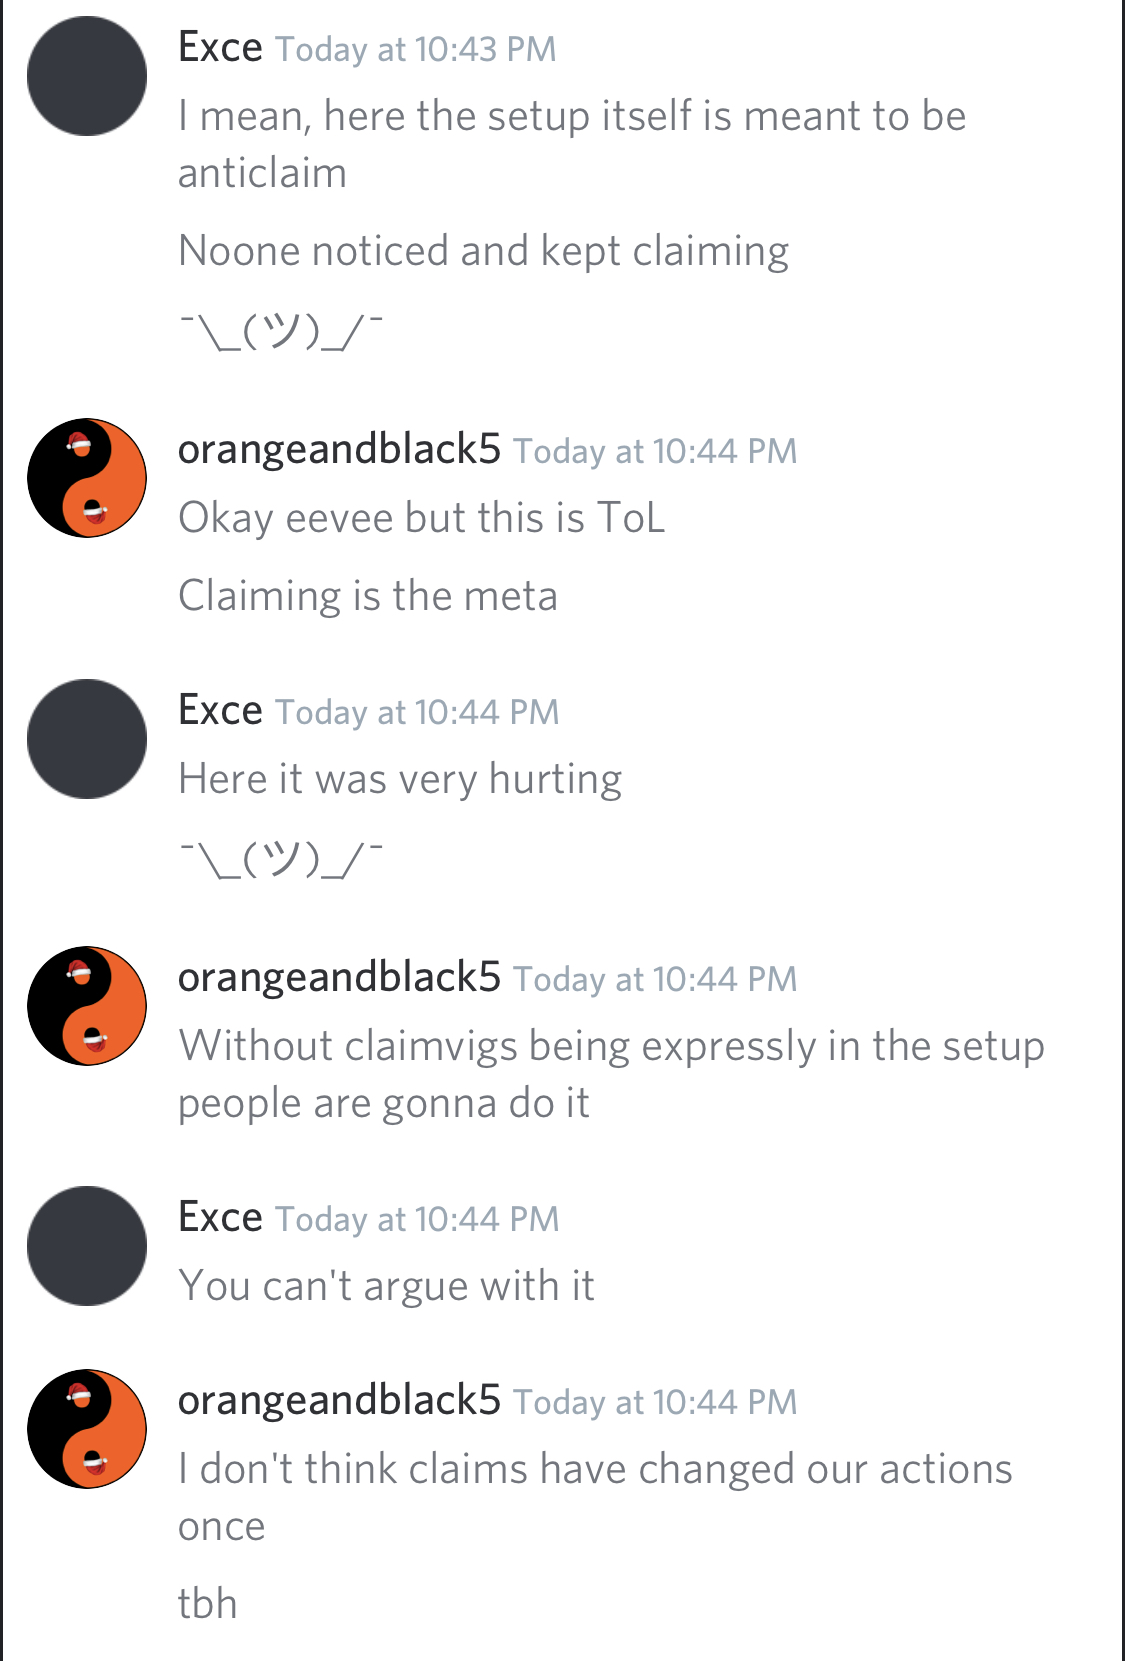 Exce Today at 10:43 PM
I mean, here the setup itself is meant to be
anticlaim
Noone noticed and kept claiming
¯\_(ツ)_/¯
orangeandblack5 Today at 10:44 PM
Okay eevee but this is ToL
Claiming is the meta
Exce Today at 10:44 PM
Here it was very hurting
¯\_(ツ)_/¯
orangeandblack5 Today at 10:44 PM
Without claimvigs being expressly in the setup
people are gonna do it
Exce Today at 10:44 PM
You can't argue with it
orangeandblack5 Today at 10:44 PM
I don't think claims have changed our actions
once
tbh